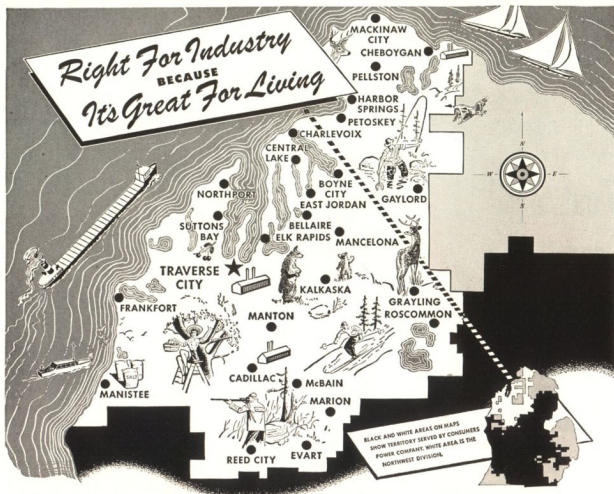 Right For Industry
BECAUSE
It's Great For Living
MACKINAW
CITY
CHEBOYGAN
PELLSTON
HARBOR
SPRINGS
PETOSKEY
CHARLEVOIX
CENTRAL
LAKE
BOYNE
CITY
EAST JORDAN
GAYLORD
NORTHPORT
SUTTONS
BAY
BELLAIRE
ELK RAPIDS
MANCELONA
TRAVERSE
CITY
KALKASKA
GRAYLING
ROSCOMMON
FRANKFORT
MANTON
CADILLAC
McBAIN
MANISTEE
MARION
REED CITY
EVART
SALT
N
W
E
S
BLACK AND WHITE AREAS ON MAPS
SHOW TERRITORY SERVED BY CONSUMERS
POWER COMPANY. WHITE AREA IS THE
NORTHWEST DIVISION.